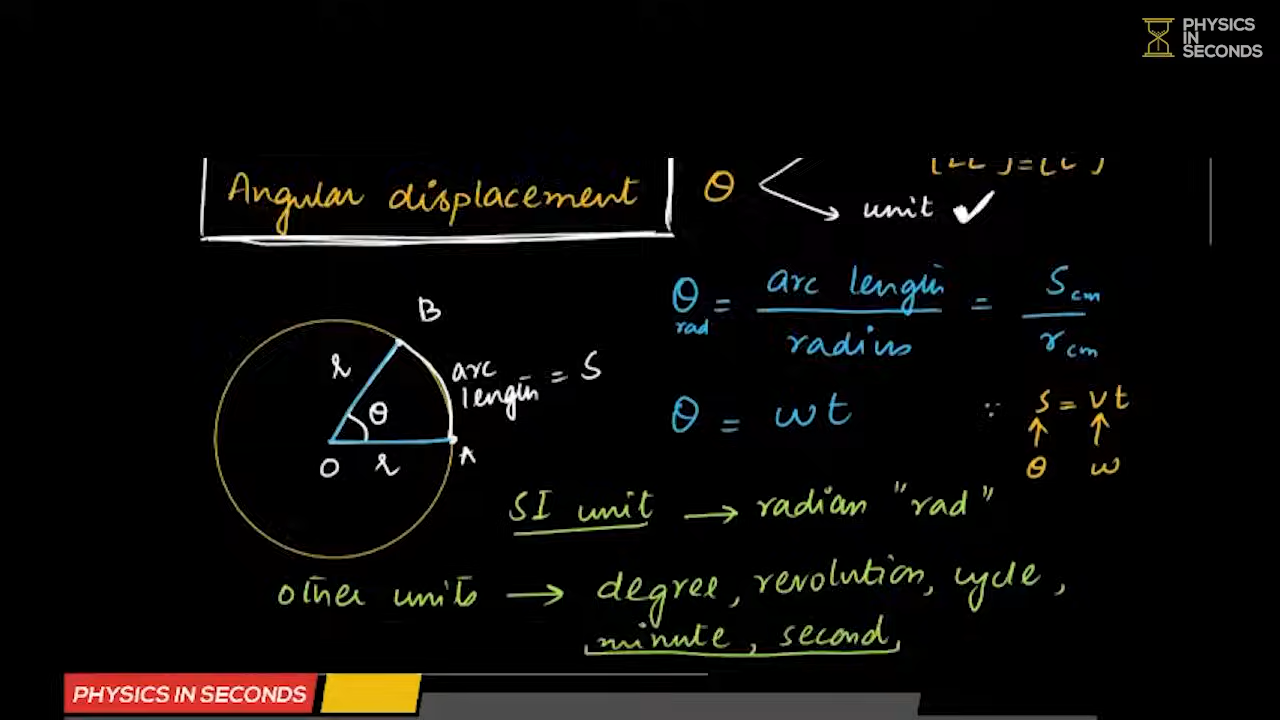 PHYSICS
IN
SECONDS
Angular displacement
θ
unit ✓
θ rad = arc length / radius = S cm / r cm
B
r
arc length = S
θ
θ = ωt
∵ s = vt
↑ ↑
θ ω
O r A
SI unit → radian "rad"
other units → degree, revolution, cycle,
minute, second,
PHYSICS IN SECONDS